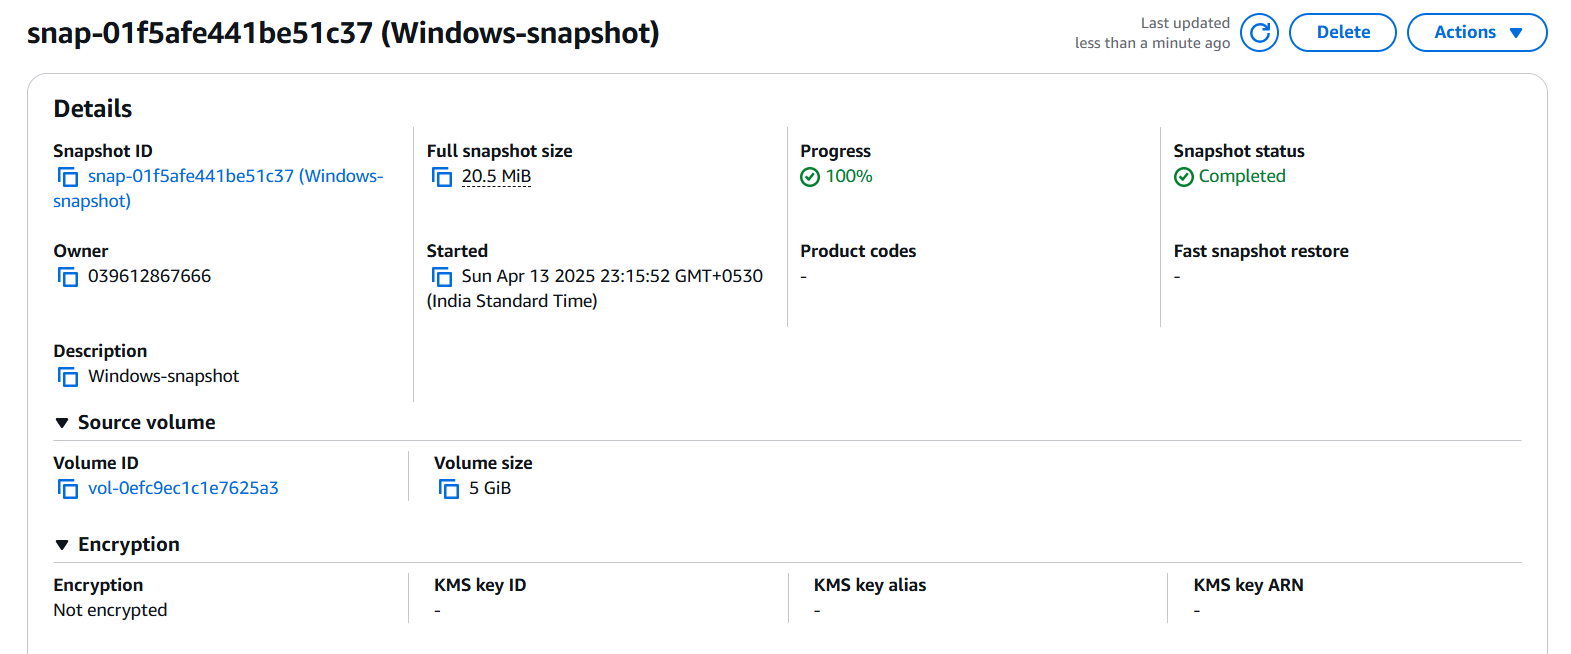 snap-01f5afe441be51c37 (Windows-snapshot)
Last updated
less than a minute ago
Delete
Actions
Details
Snapshot ID
snap-01f5afe441be51c37 (Windows-
snapshot)
Full snapshot size
20.5 MiB
Progress
100%
Snapshot status
Completed
Owner
039612867666
Started
Sun Apr 13 2025 23:15:52 GMT+0530
(India Standard Time)
Product codes
-
Fast snapshot restore
-
Description
Windows-snapshot
Source volume
Volume ID
vol-0efc9ec1c1e7625a3
Volume size
5 GiB
Encryption
Encryption
Not encrypted
KMS key ID
-
KMS key alias
-
KMS key ARN
-